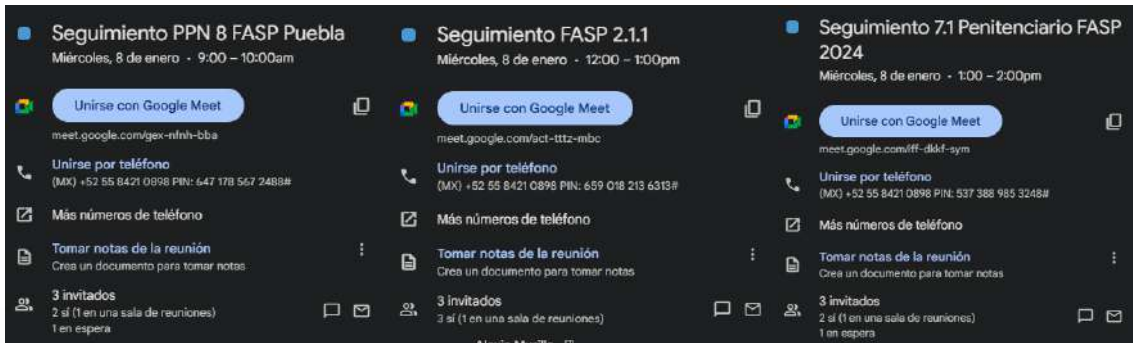 Seguimiento PPN 8 FASP Puebla
Miércoles, 8 de enero · 9:00 – 10:00am
Unirse con Google Meet
meet.google.com/gex-nfnh-bba
Unirse por teléfono
(MX) +52 55 8421 0898 PIN: 647 178 567 2488#
Más números de teléfono
Tomar notas de la reunión
Crea un documento para tomar notas
3 invitados
2 sí (1 en una sala de reuniones)
1 en espera
Seguimiento FASP 2.1.1
Miércoles, 8 de enero · 12:00 – 1:00pm
Unirse con Google Meet
meet.google.com/act-tttz-mbc
Unirse por teléfono
(MX) +52 55 8421 0898 PIN: 659 018 213 6313#
Más números de teléfono
Tomar notas de la reunión
Crea un documento para tomar notas
3 invitados
3 sí (1 en una sala de reuniones)
Seguimiento 7.1 Penitenciario FASP
2024
Miércoles, 8 de enero · 1:00 – 2:00pm
Unirse con Google Meet
meet.google.com/iff-dkkf-sym
Unirse por teléfono
(MX) +52 55 8421 0898 PIN: 537 388 985 3248#
Más números de teléfono
Tomar notas de la reunión
Crea un documento para tomar notas
3 invitados
2 sí (1 en una sala de reuniones)
1 en espera